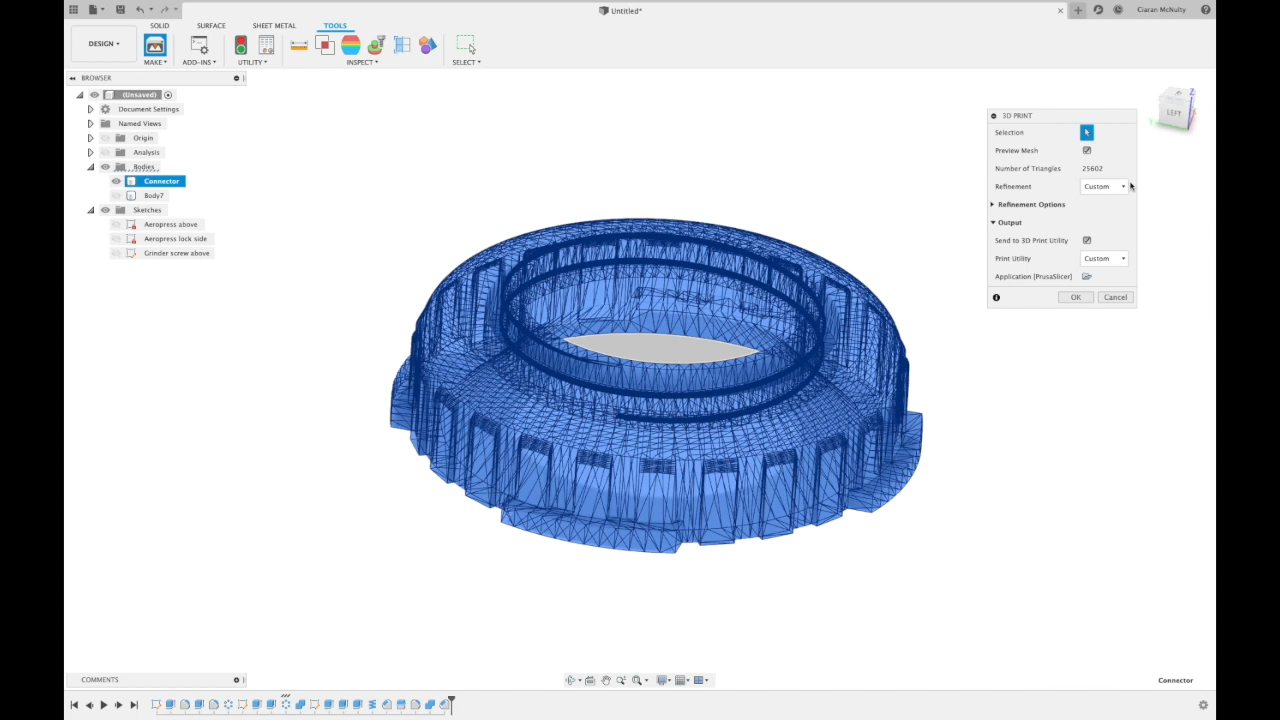 Untitled*
Ciaran McNulty
SOLID
SURFACE
SHEET METAL
TOOLS
DESIGN
MAKE
ADD-INS
UTILITY
INSPECT
SELECT
BROWSER
(Unsaved)
Document Settings
Named Views
Origin
Analysis
Bodies
Connector
Body7
Sketches
Aeropress above
Aeropress lock side
Grinder screw above
Z
LEFT
Y
3D PRINT
Selection
Preview Mesh
Number of Triangles 25602
Refinement Custom
Refinement Options
Output
Send to 3D Print Utility
Print Utility Custom
Application [PrusaSlicer]
OK Cancel
COMMENTS
Connector